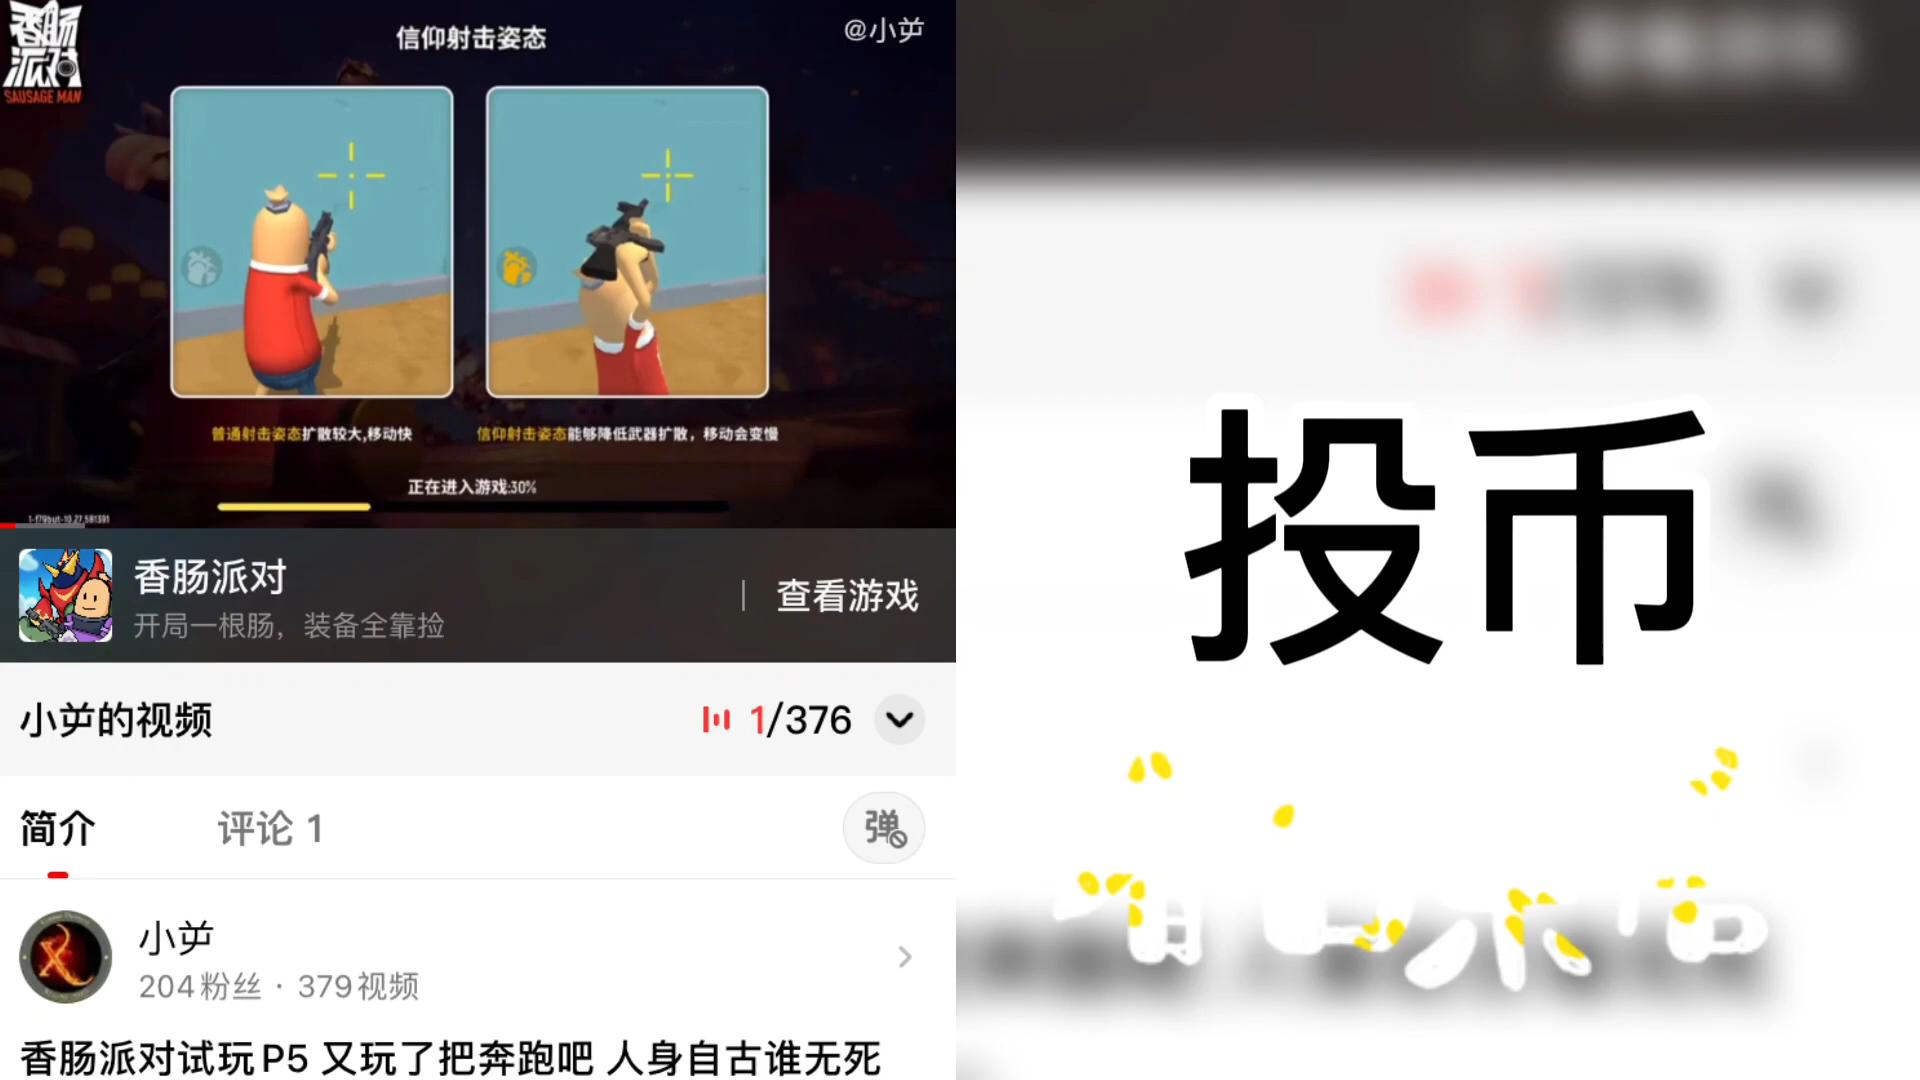 香肠派对
SAUSAGE MAN
信仰射击姿态
@小屰
普通射击姿态扩散较大,移动快
信仰射击姿态能够降低武器扩散，移动会变慢
正在进入游戏:30%
香肠派对
开局一根肠，装备全靠捡
查看游戏
小屰的视频
1/376
简介
评论 1
弹
小屰
204粉丝 · 379视频
香肠派对试玩P5 又玩了把奔跑吧 人身自古谁无死
投币